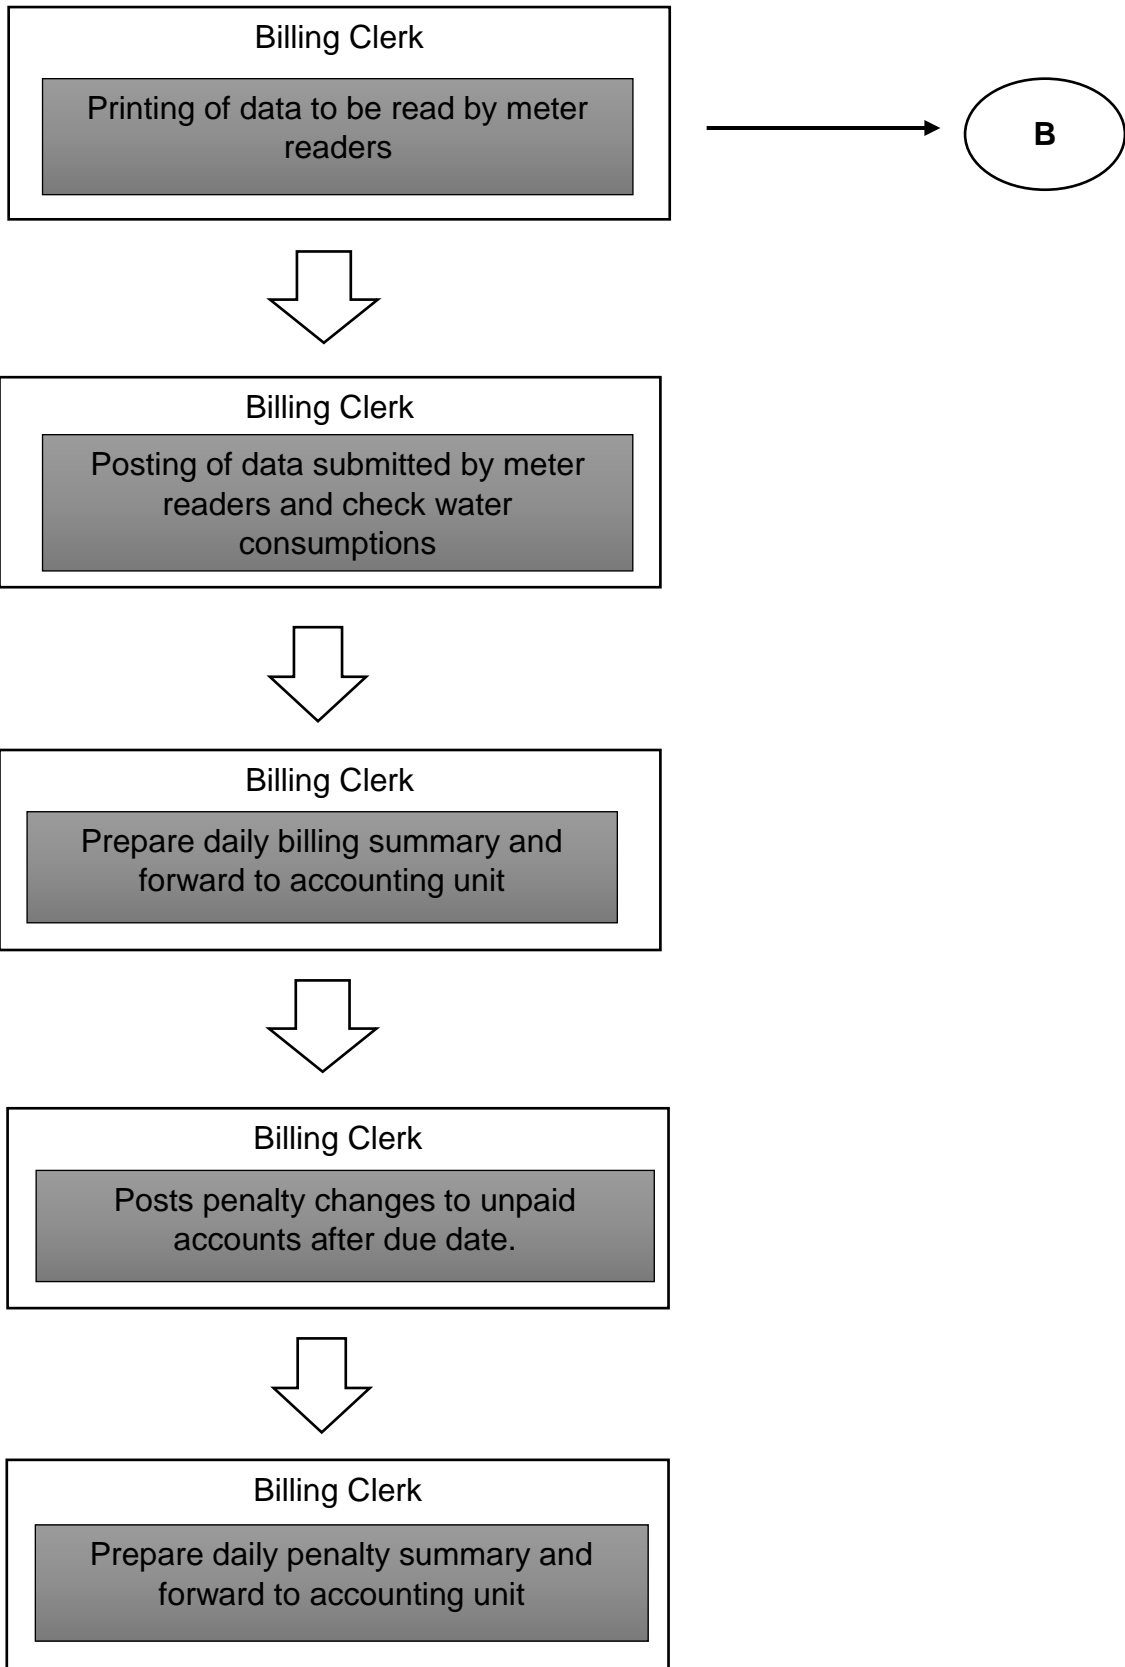 Billing Clerk
Printing of data to be read by meter
readers
B
Billing Clerk
Posting of data submitted by meter
readers and check water
consumptions
Billing Clerk
Prepare daily billing summary and
forward to accounting unit
Billing Clerk
Posts penalty changes to unpaid
accounts after due date.
Billing Clerk
Prepare daily penalty summary and
forward to accounting unit